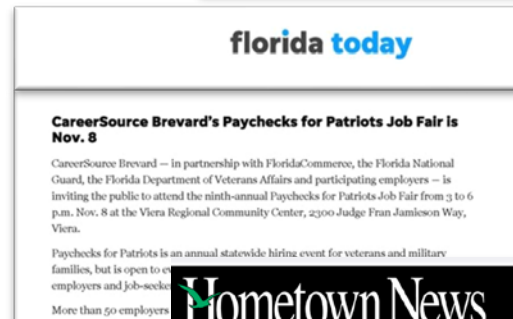 florida today
CareerSource Brevard's Paychecks for Patriots Job Fair is
Nov. 8
CareerSource Brevard — in partnership with FloridaCommerce, the Florida National
Guard, the Florida Department of Veterans Affairs and participating employers — is
inviting the public to attend the ninth-annual Paychecks for Patriots Job Fair from 3 to 6
p.m. Nov. 8 at the Viera Regional Community Center, 2300 Judge Fran Jamieson Way,
Viera.
Paychecks for Patriots is an annual statewide hiring event for veterans and military
families, but is open to
employers and
More than 50 employers
Hometown News